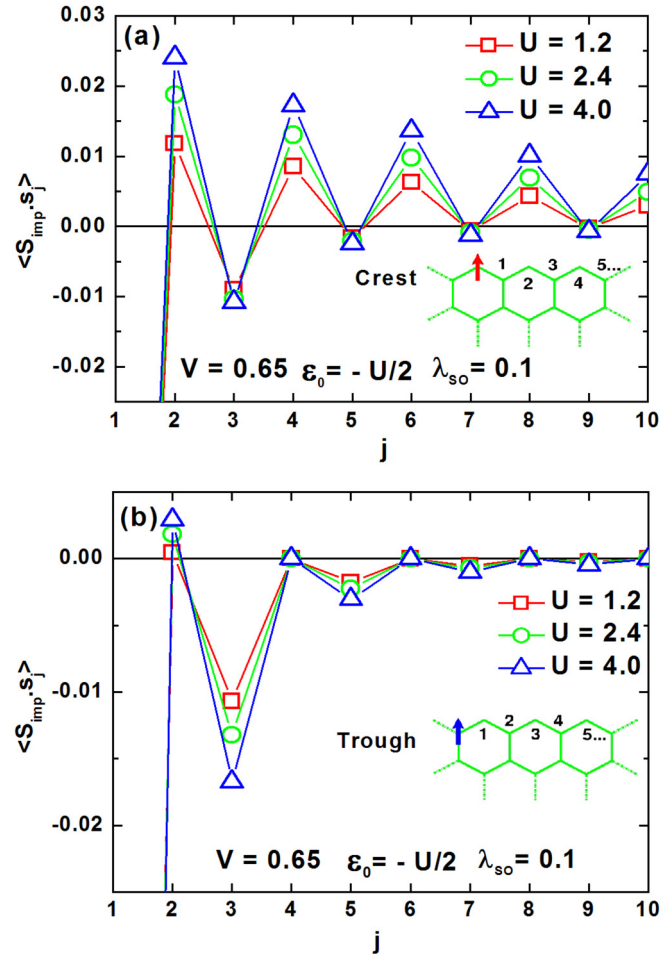 (a)
U = 1.2
U = 2.4
U = 4.0
0.03
0.02
0.01
0.00
-0.01
-0.02
<S_imp.s_j>
Crest
1 3 5...
2 4
V = 0.65 ε₀= - U/2 λ_so= 0.1
1 2 3 4 5 6 7 8 9 10
j
(b)
0.00
-0.01
-0.02
<S_imp.s_j>
U = 1.2
U = 2.4
U = 4.0
Trough
2 4
1 3 5...
V = 0.65 ε₀= - U/2 λ_so= 0.1
1 2 3 4 5 6 7 8 9 10
j